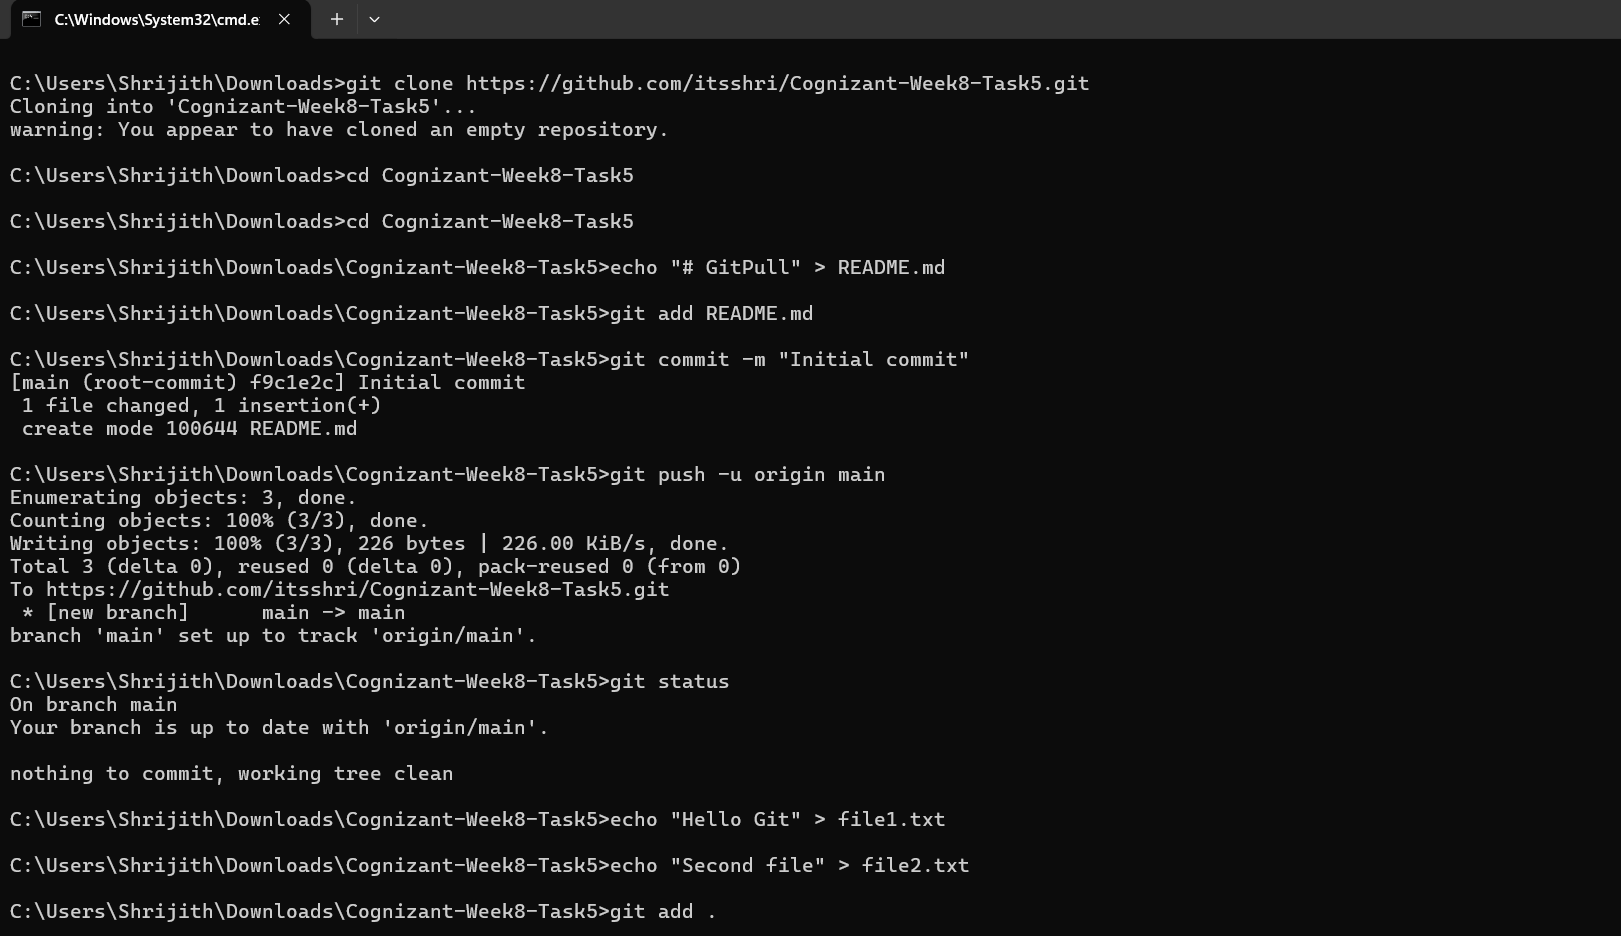 C:\Windows\System32\cmd.e
C:\Users\Shrijith\Downloads>git clone https://github.com/itsshri/Cognizant-Week8-Task5.git
Cloning into 'Cognizant-Week8-Task5'...
warning: You appear to have cloned an empty repository.
C:\Users\Shrijith\Downloads>cd Cognizant-Week8-Task5
C:\Users\Shrijith\Downloads>cd Cognizant-Week8-Task5
C:\Users\Shrijith\Downloads\Cognizant-Week8-Task5>echo "# GitPull" > README.md
C:\Users\Shrijith\Downloads\Cognizant-Week8-Task5>git add README.md
C:\Users\Shrijith\Downloads\Cognizant-Week8-Task5>git commit -m "Initial commit"
[main (root-commit) f9c1e2c] Initial commit
 1 file changed, 1 insertion(+)
 create mode 100644 README.md
C:\Users\Shrijith\Downloads\Cognizant-Week8-Task5>git push -u origin main
Enumerating objects: 3, done.
Counting objects: 100% (3/3), done.
Writing objects: 100% (3/3), 226 bytes | 226.00 KiB/s, done.
Total 3 (delta 0), reused 0 (delta 0), pack-reused 0 (from 0)
To https://github.com/itsshri/Cognizant-Week8-Task5.git
 * [new branch]      main -> main
branch 'main' set up to track 'origin/main'.
C:\Users\Shrijith\Downloads\Cognizant-Week8-Task5>git status
On branch main
Your branch is up to date with 'origin/main'.
nothing to commit, working tree clean
C:\Users\Shrijith\Downloads\Cognizant-Week8-Task5>echo "Hello Git" > file1.txt
C:\Users\Shrijith\Downloads\Cognizant-Week8-Task5>echo "Second file" > file2.txt
C:\Users\Shrijith\Downloads\Cognizant-Week8-Task5>git add .